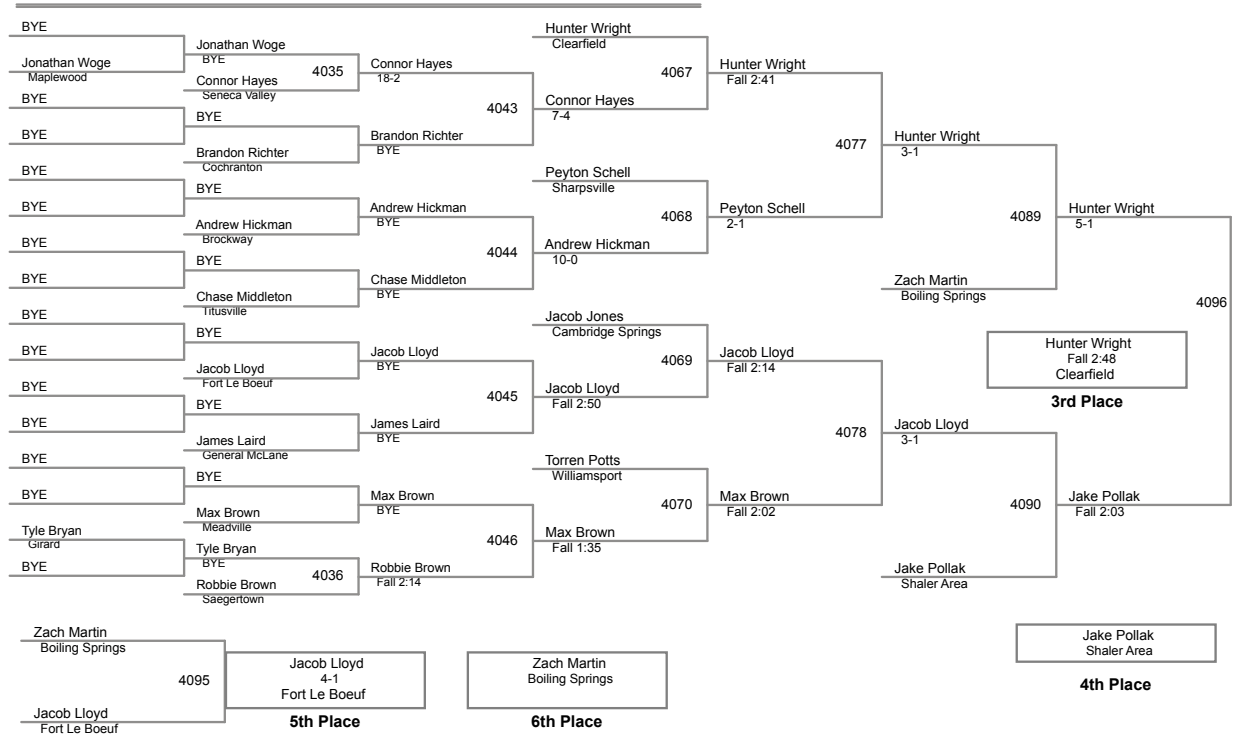 BYE
Jonathan Woge
Maplewood
BYE
BYE
BYE
BYE
BYE
BYE
BYE
BYE
BYE
BYE
BYE
BYE
Tyle Bryan
Girard
BYE
Jonathan Woge
BYE
4035
Connor Hayes
Seneca Valley
BYE
Brandon Richter
Cochranton
BYE
Andrew Hickman
Brockway
BYE
Chase Middleton
Titusville
BYE
Jacob Lloyd
Fort Le Boeuf
BYE
James Laird
General McLane
BYE
Max Brown
Meadville
Tyle Bryan
BYE
4036
Robbie Brown
Saegertown
Connor Hayes
18-2
4043
Brandon Richter
BYE
Andrew Hickman
BYE
4044
Chase Middleton
BYE
Jacob Lloyd
BYE
4045
James Laird
BYE
Max Brown
BYE
4046
Robbie Brown
Fall 2:14
Hunter Wright
Clearfield
4067
Connor Hayes
7-4
Peyton Schell
Sharpsville
4068
Andrew Hickman
10-0
Jacob Jones
Cambridge Springs
4069
Jacob Lloyd
Fall 2:50
Torren Potts
Williamsport
4070
Max Brown
Fall 1:35
Hunter Wright
Fall 2:41
4077
Peyton Schell
2-1
Jacob Lloyd
Fall 2:14
4078
Max Brown
Fall 2:02
Hunter Wright
3-1
4089
Zach Martin
Boiling Springs
Jacob Lloyd
3-1
4090
Jake Pollak
Shaler Area
Hunter Wright
5-1
4096
Jake Pollak
Fall 2:03
Hunter Wright
Fall 2:48
Clearfield
3rd Place
Zach Martin
Boiling Springs
4095
Jacob Lloyd
Fort Le Boeuf
Jacob Lloyd
4-1
Fort Le Boeuf
5th Place
Zach Martin
Boiling Springs
6th Place
Jake Pollak
Shaler Area
4th Place